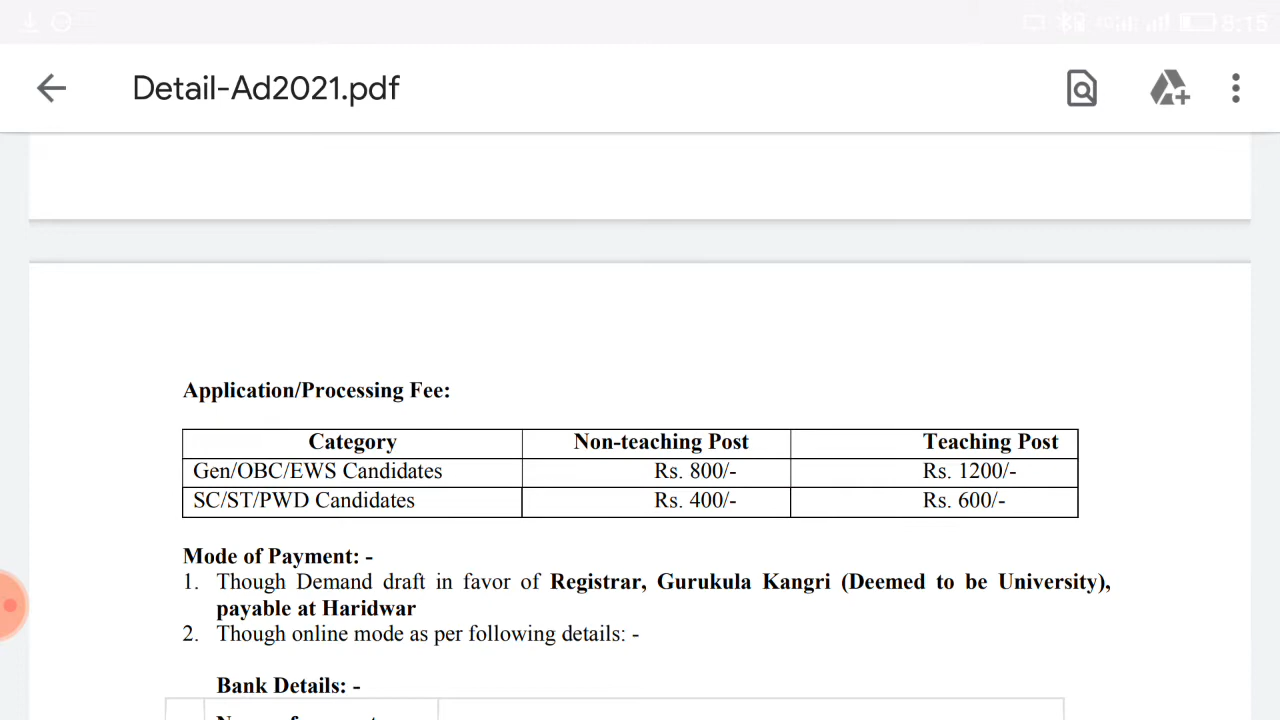 8:15
Detail-Ad2021.pdf
Application/Processing Fee:
Category Non-teaching Post Teaching Post
Gen/OBC/EWS Candidates Rs. 800/- Rs. 1200/-
SC/ST/PWD Candidates Rs. 400/- Rs. 600/-
Mode of Payment: -
1. Though Demand draft in favor of Registrar, Gurukula Kangri (Deemed to be University),
payable at Haridwar
2. Though online mode as per following details: -
Bank Details: -